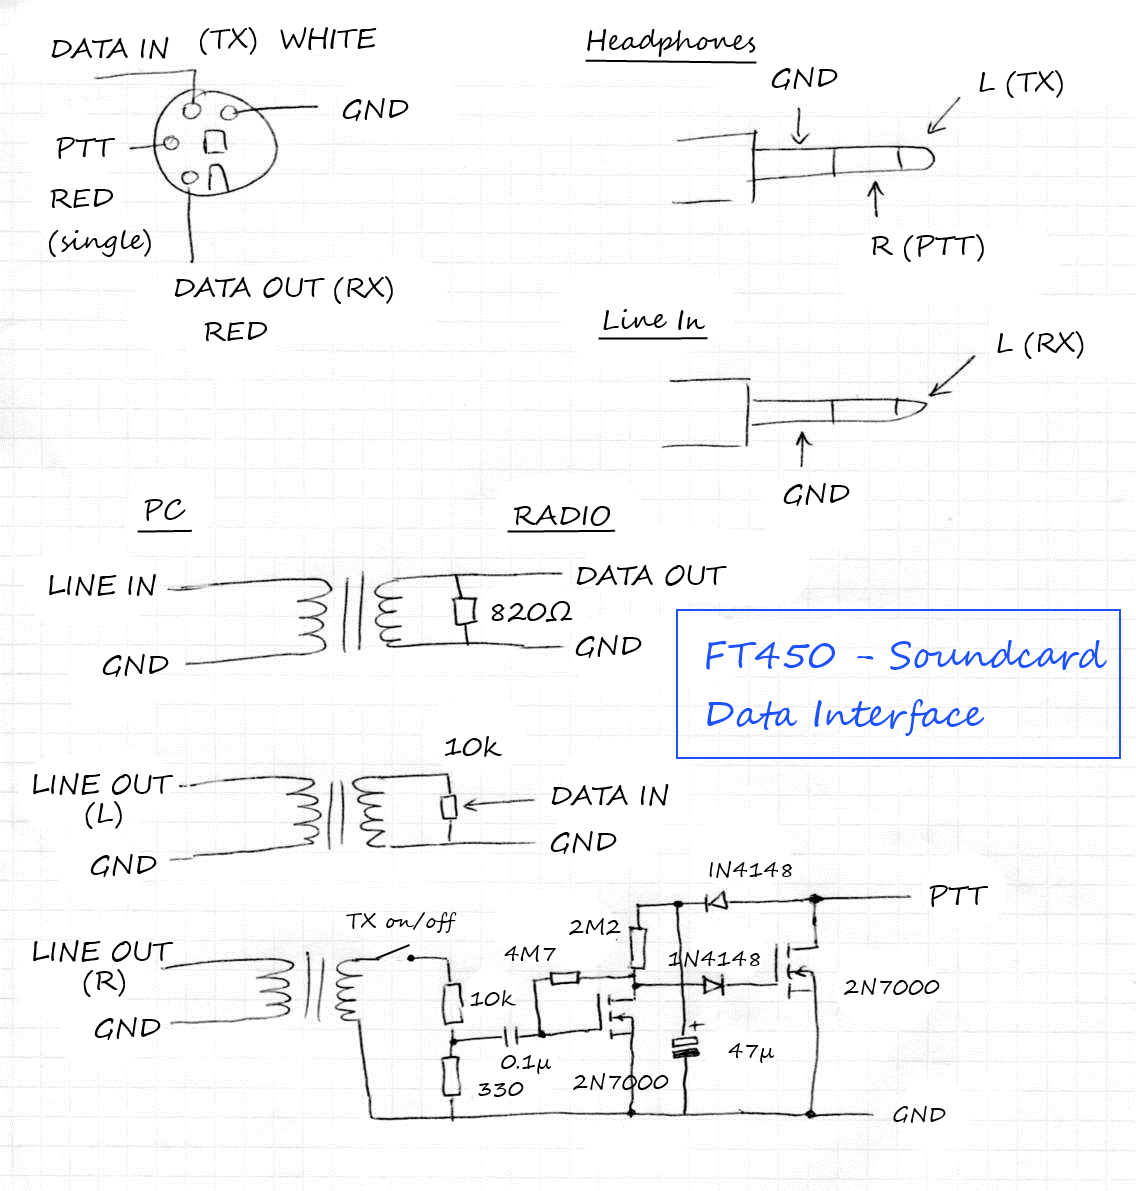 DATA IN (TX) WHITE
GND
PTT
RED
(single)
DATA OUT (RX)
RED
Headphones
GND
L (TX)
R (PTT)
Line In
L (RX)
GND
PC
RADIO
LINE IN
DATA OUT
820Ω
GND
GND
FT450 - Soundcard
Data Interface
10k
LINE OUT
(L)
DATA IN
GND
GND
1N4148
PTT
TX on/off
2M2
LINE OUT
(R)
4M7
1N4148
10k
2N7000
GND
0.1µ
+
47µ
330
2N7000
GND